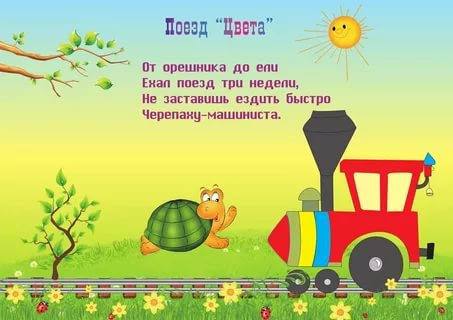 Поезд "Цвета"
От орешника до ели
Ехал поезд три недели,
Не заставишь ездить быстро
Черепаху-машиниста.